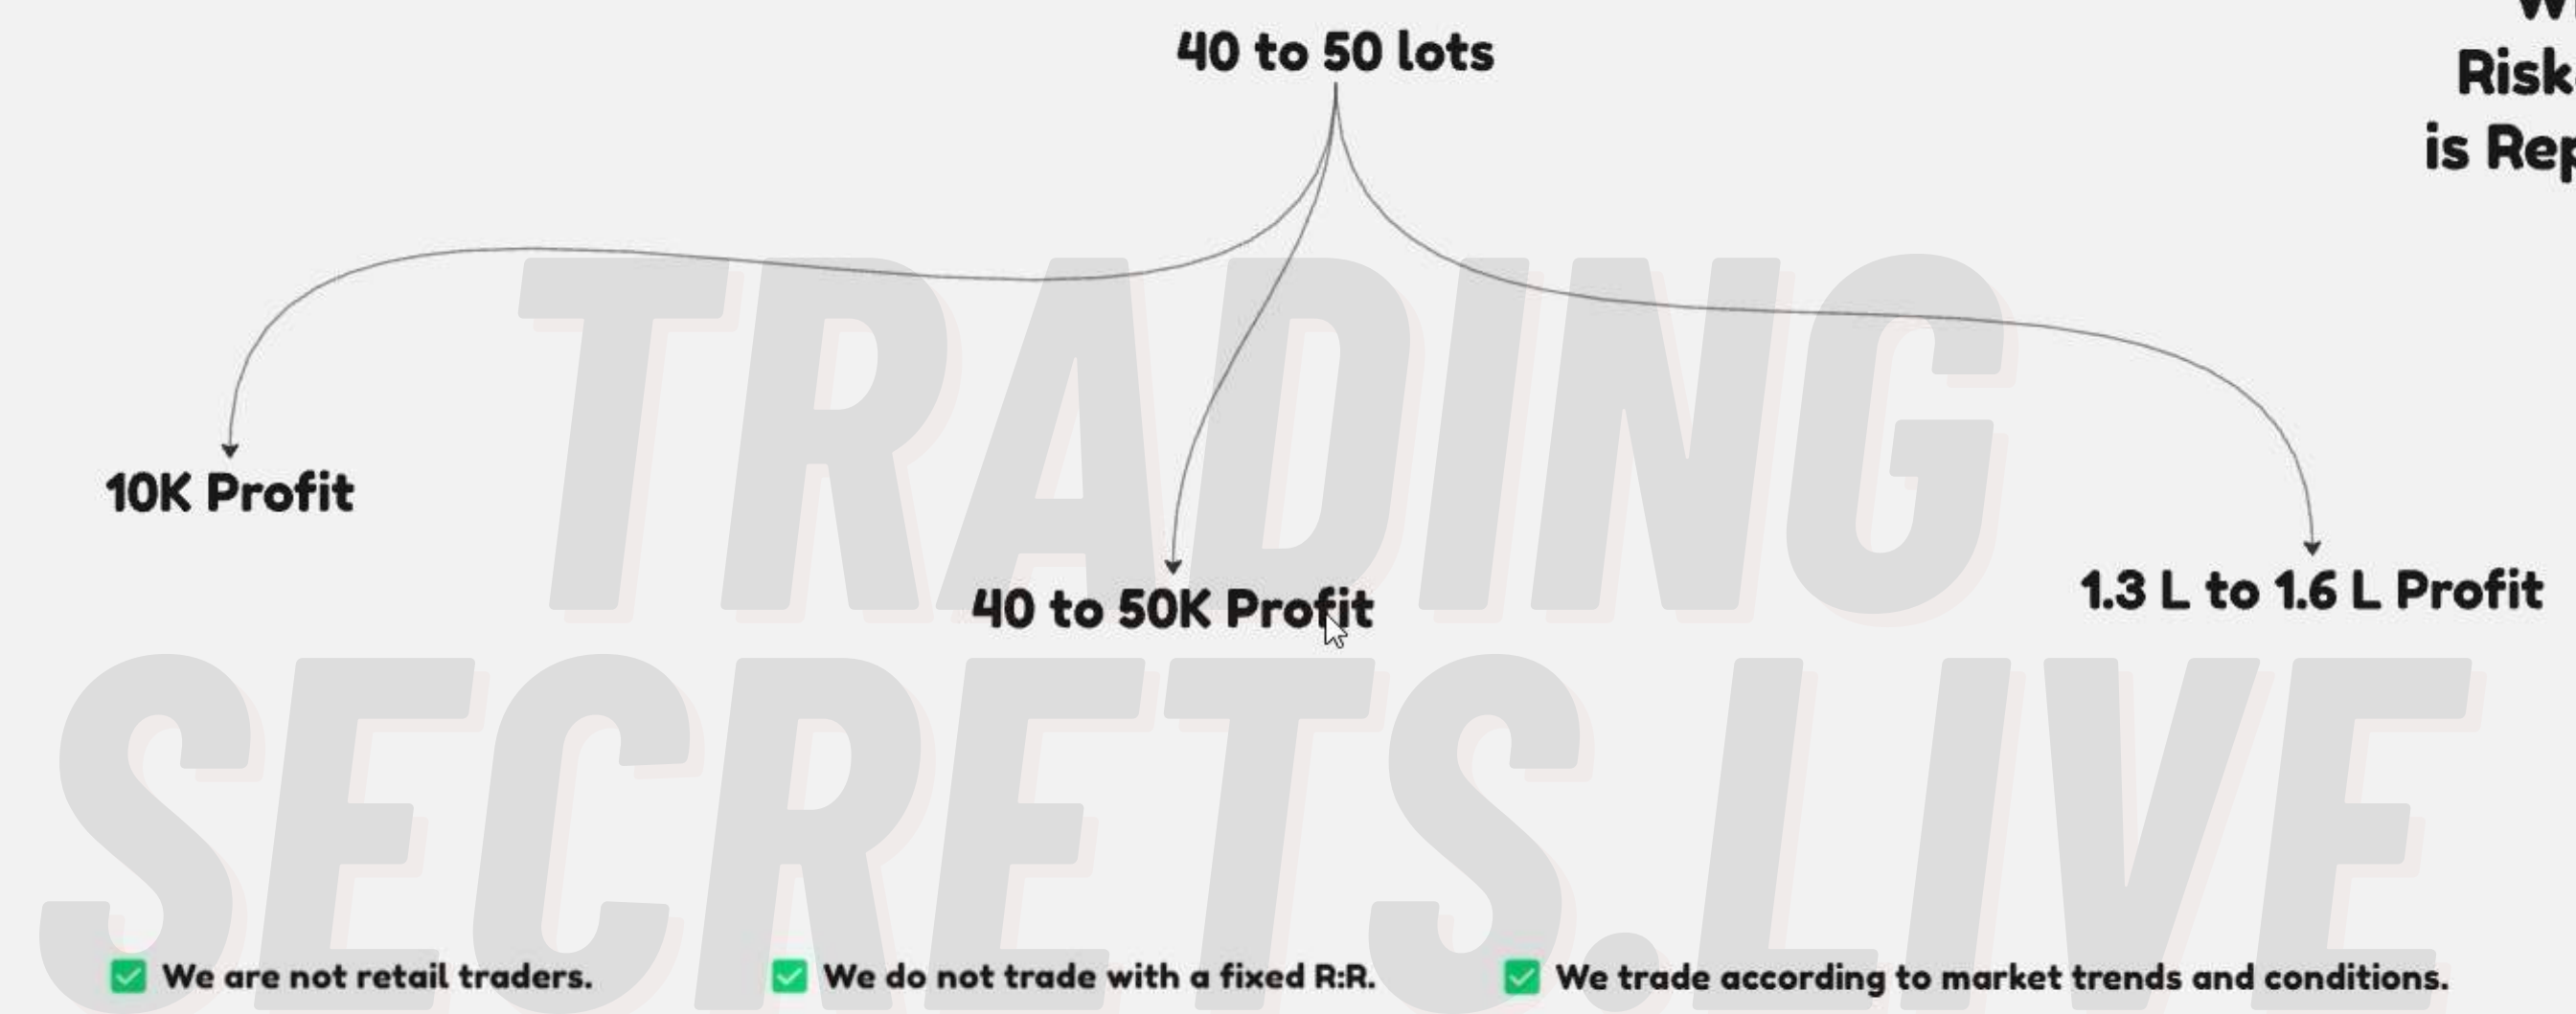 40 to 50 lots
Risk
is Rep
10K Profit
40 to 50K Profit
1.3 L to 1.6 L Profit
TRADING
SECRETS.LIVE
✅ We are not retail traders.
✅ We do not trade with a fixed R:R.
✅ We trade according to market trends and conditions.